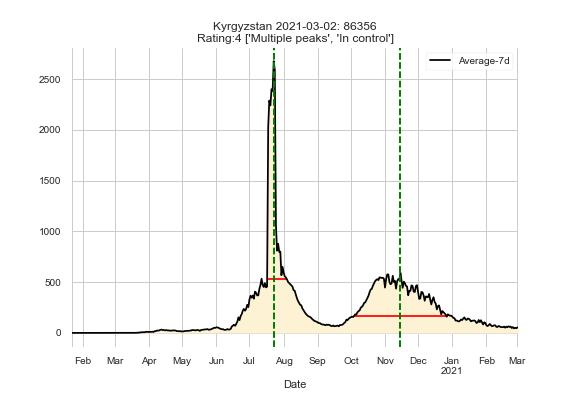 Kyrgyzstan 2021-03-02: 86356
Rating:4 ['Multiple peaks', 'In control']
Average-7d
2500
2000
1500
1000
500
0
Feb Mar Apr May Jun Jul Aug Sep Oct Nov Dec Jan Feb Mar
2021
Date